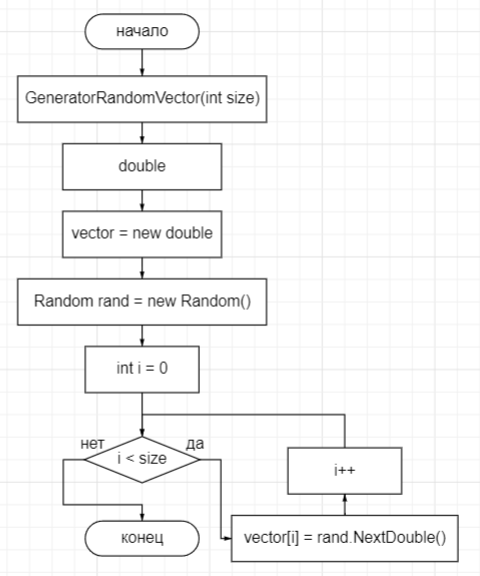 начало
GeneratorRandomVector(int size)
double
vector = new double
Random rand = new Random()
int i = 0
нет
да
i < size
i++
конец
vector[i] = rand.NextDouble()